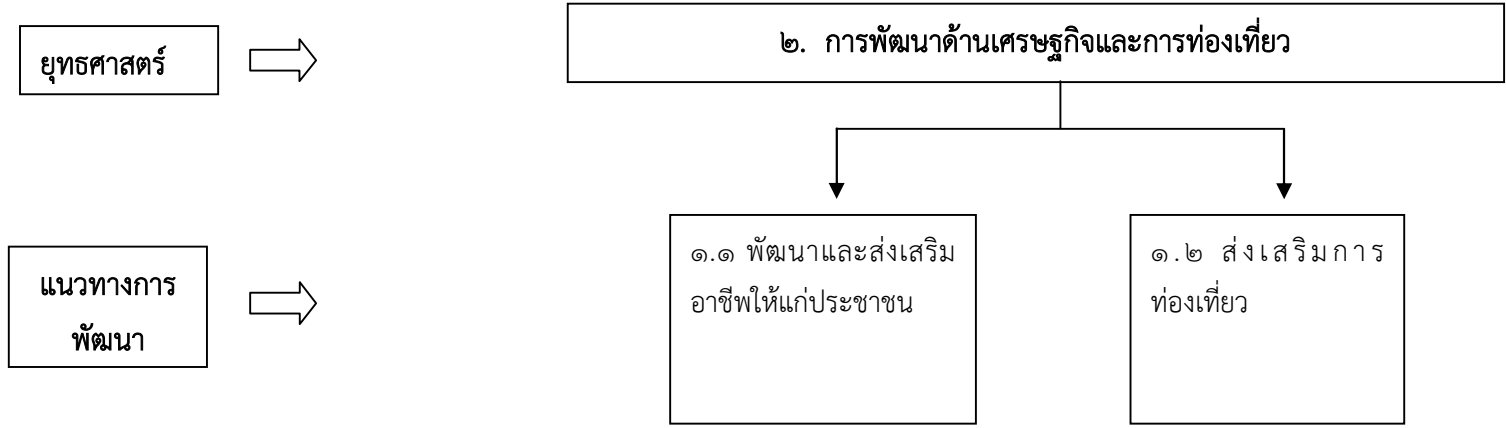 ยุทธศาสตร์
๒. การพัฒนาด้านเศรษฐกิจและการท่องเที่ยว
แนวทางการ
พัฒนา
๑.๑ พัฒนาและส่งเสริม
อาชีพให้แก่ประชาชน
๑.๒ ส่งเสริมการ
ท่องเที่ยว